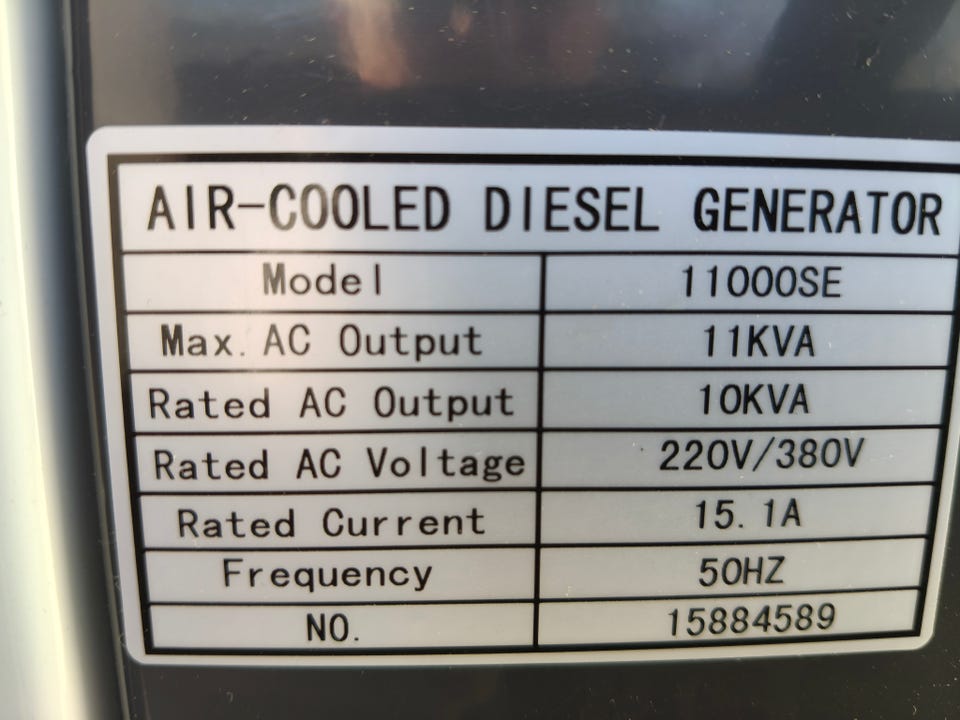 AIR-COOLED DIESEL GENERATOR
Model 11000SE
Max. AC Output 11KVA
Rated AC Output 10KVA
Rated AC Voltage 220V/380V
Rated Current 15.1A
Frequency 50HZ
NO. 15884589